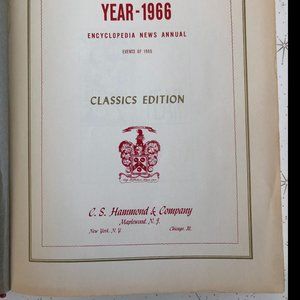 YEAR-1966
ENCYCLOPEDIA NEWS ANNUAL
EVENTS OF 1965
CLASSICS EDITION
C. S. Hammond & Company
Maplewood, N. J.
New York, N. Y. Chicago, Ill.